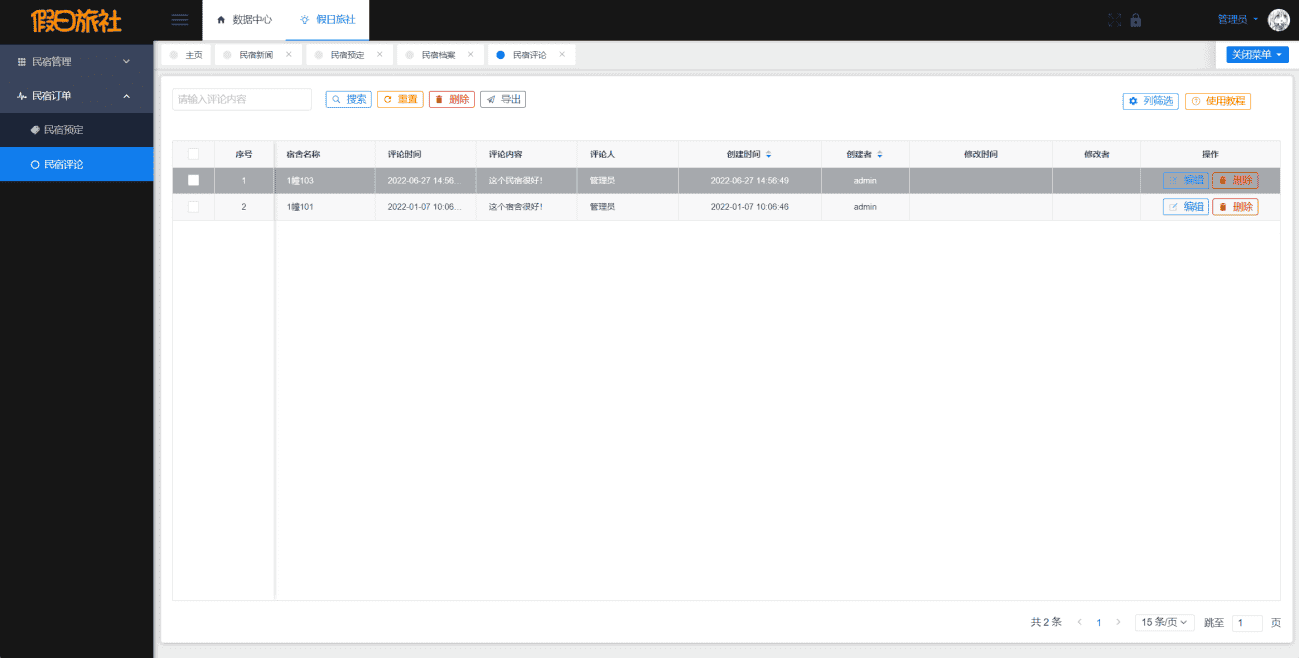 假日旅社
数据中心
假日旅社
管理员
民宿管理
民宿订单
民宿预定
民宿评论
主页
民宿新闻
民宿预定
民宿档案
民宿评论
关闭菜单
请输入评论内容
搜索
重置
删除
导出
列筛选
使用教程
序号 宿舍名称 评论时间 评论内容 评论人 创建时间 创建者 修改时间 修改者 操作
1 1幢103 2022-06-27 14:56... 这个民宿很好! 管理员 2022-06-27 14:56:49 admin 编辑 删除
2 1幢101 2022-01-07 10:06... 这个宿舍很好! 管理员 2022-01-07 10:06:46 admin 编辑 删除
共 2 条 1 15 条/页 跳至 1 页